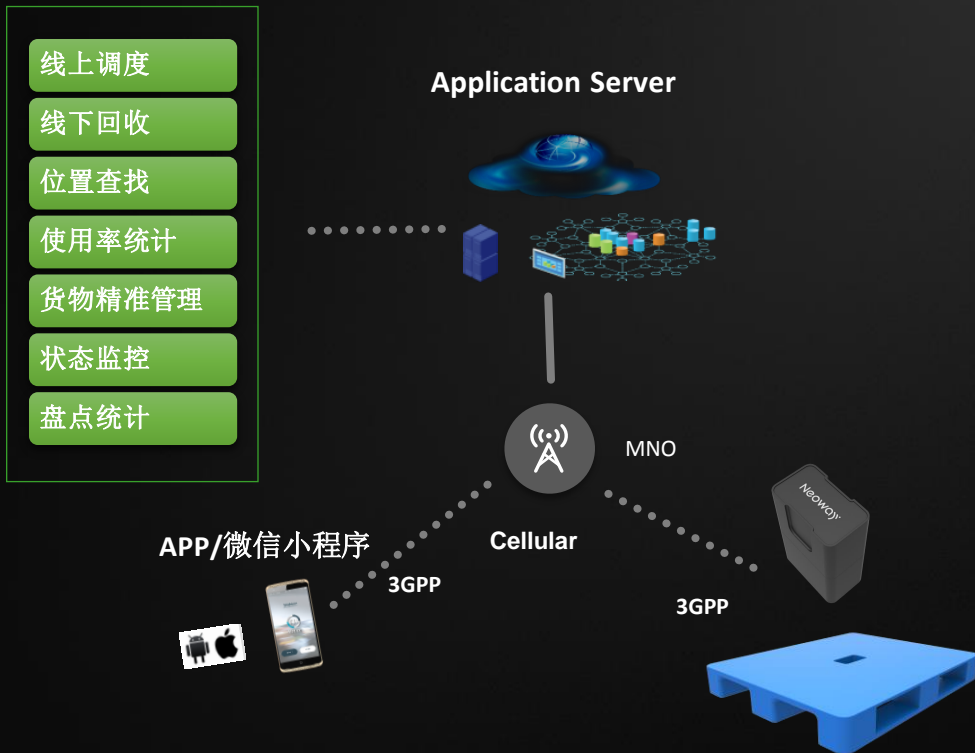 线上调度
线下回收
位置查找
使用率统计
货物精准管理
状态监控
盘点统计
Application Server
MNO
Cellular
APP/微信小程序
3GPP
3GPP
Neoway